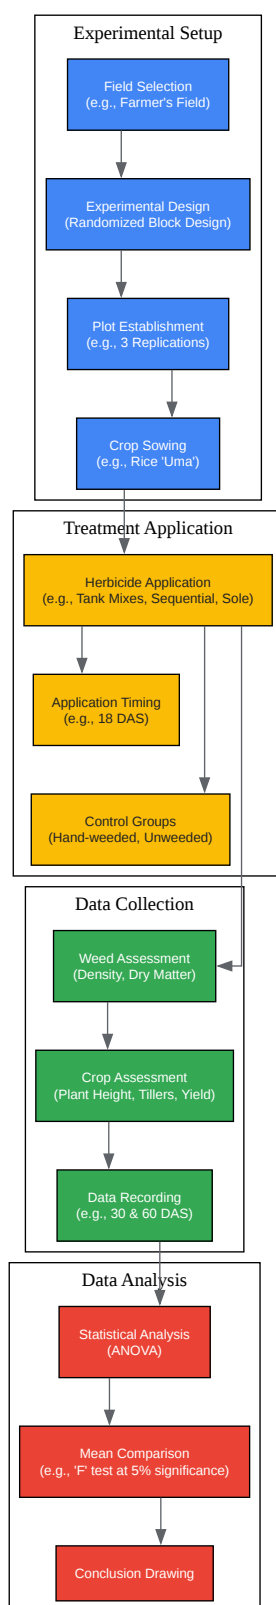 Experimental Setup
Field Selection
(e.g., Farmer's Field)
Experimental Design
(Randomized Block Design)
Plot Establishment
(e.g., 3 Replications)
Crop Sowing
(e.g., Rice 'Uma')
Treatment Application
Herbicide Application
(e.g., Tank Mixes, Sequential, Sole)
Application Timing
(e.g., 18 DAS)
Control Groups
(Hand-weeded, Unweeded)
Data Collection
Weed Assessment
(Density, Dry Matter)
Crop Assessment
(Plant Height, Tillers, Yield)
Data Recording
(e.g., 30 & 60 DAS)
Data Analysis
Statistical Analysis
(ANOVA)
Mean Comparison
(e.g., 'F' test at 5% significance)
Conclusion Drawing